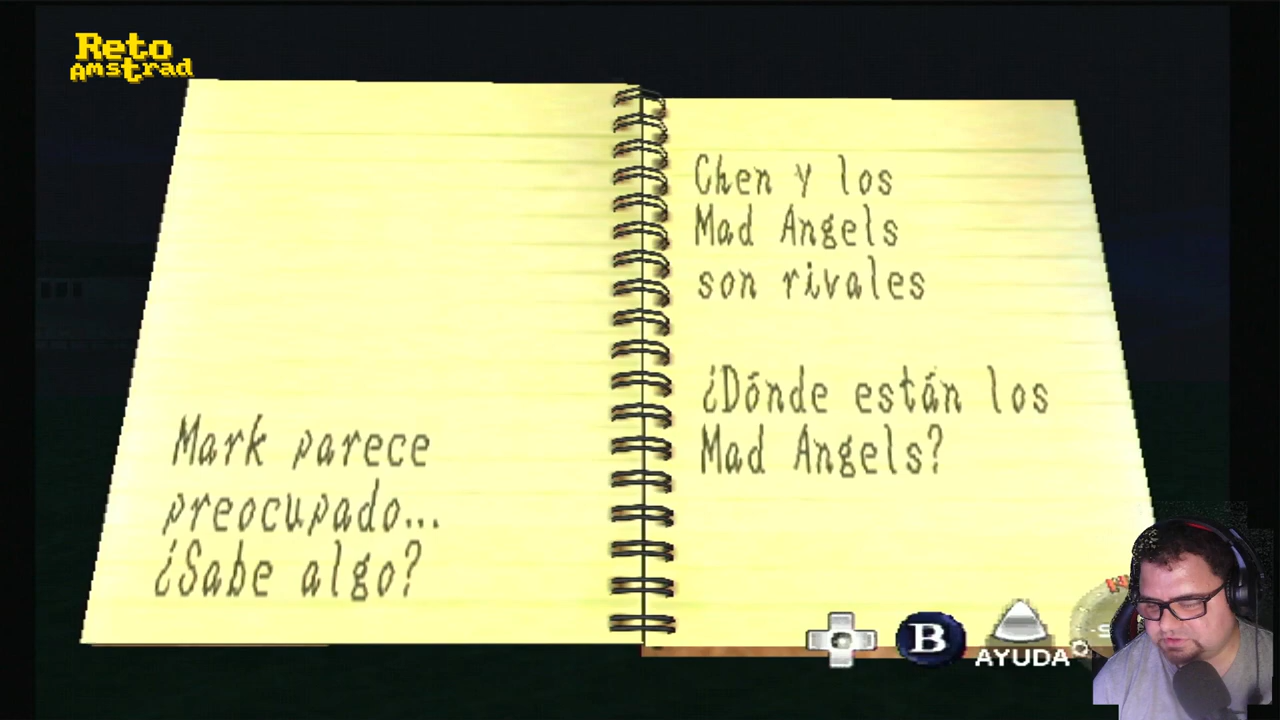 Reto
Amstrad
Mark parece
preocupado...
¿Sabe algo?
Chen y los
Mad Angels
son rivales
¿Dónde están los
Mad Angels?
B
AYUDA